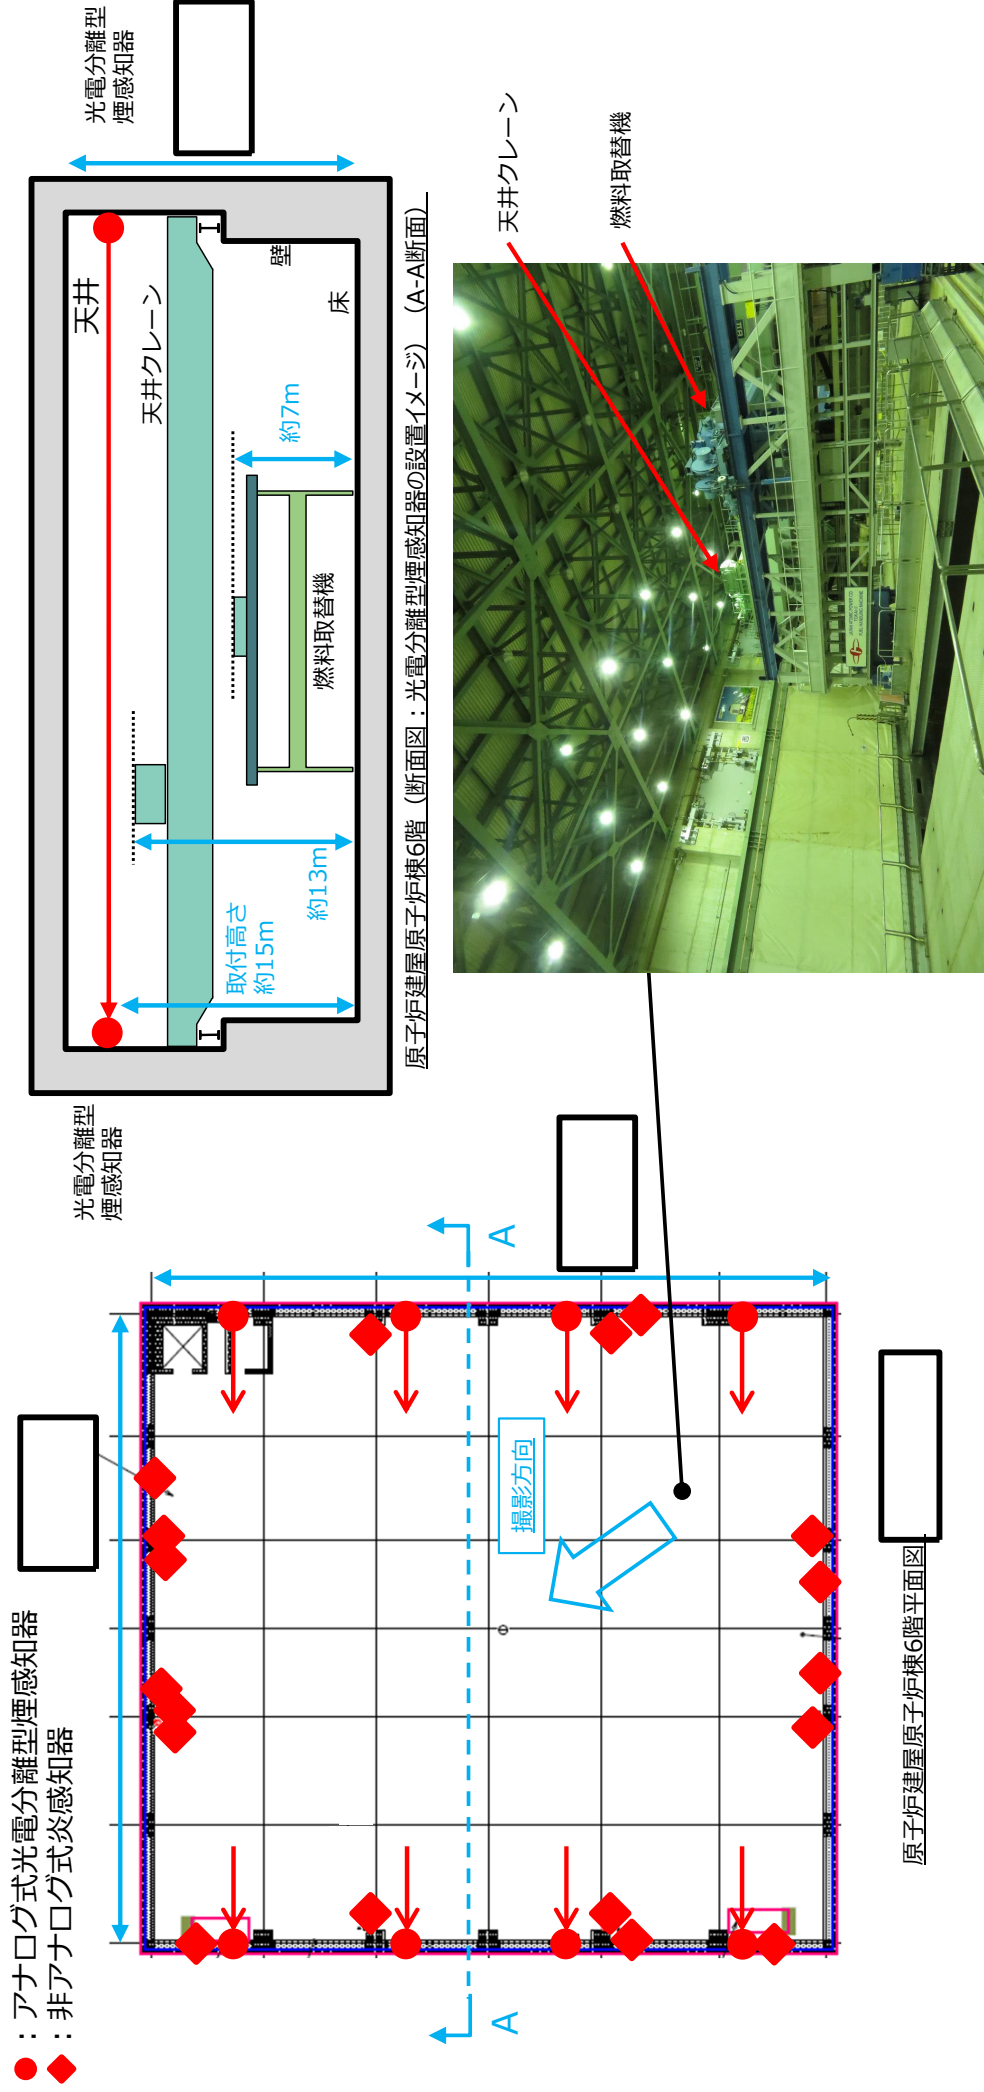 ●：アナログ式光電分離型煙感知器
◆：非アナログ式炎感知器
A
A
撮影方向
原子炉建屋原子炉棟6階平面図
光電分離型
煙感知器
光電分離型
煙感知器
天井
天井クレーン
壁
床
取付高さ
約15m
約13m
約7m
燃料取替機
原子炉建屋原子炉棟6階（断面図：光電分離型煙感知器の設置イメージ）（A-A断面）
天井クレーン
燃料取替機